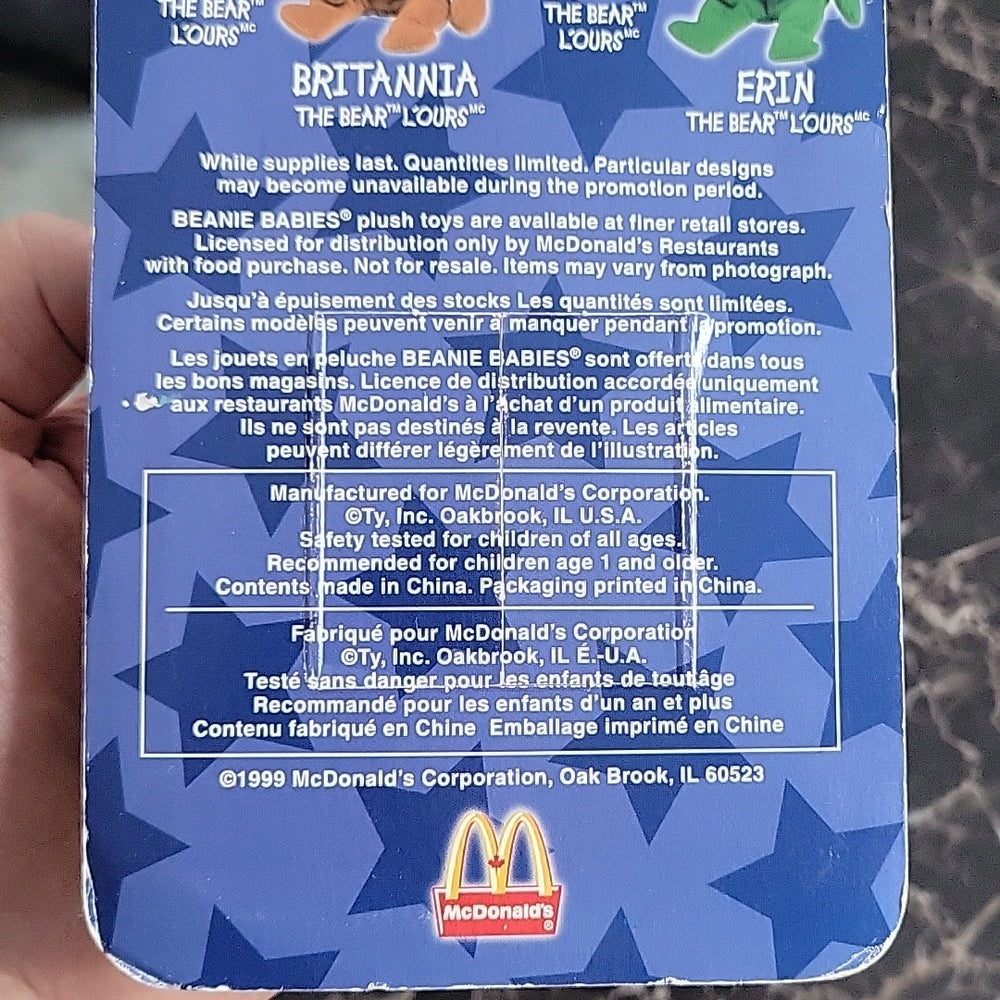 THE BEAR™
L'OURS MC
THE BEAR™
L'OURS MC
BRITANNIA
THE BEAR™ L'OURS MC
ERIN
THE BEAR™ L'OURS MC
While supplies last. Quantities limited. Particular designs
may become unavailable during the promotion period.
BEANIE BABIES® plush toys are available at finer retail stores.
Licensed for distribution only by McDonald's Restaurants
with food purchase. Not for resale. Items may vary from photograph.
Jusqu'à épuisement des stocks Les quantités sont limitées.
Certains modèles peuvent venir à manquer pendant la promotion.
Les jouets en peluche BEANIE BABIES® sont offerts dans tous
les bons magasins. Licence de distribution accordée uniquement
aux restaurants McDonald's à l'achat d'un produit alimentaire.
Ils ne sont pas destinés à la revente. Les articles
peuvent différer légèrement de l'illustration.
Manufactured for McDonald's Corporation.
©Ty, Inc. Oakbrook, IL U.S.A.
Safety tested for children of all ages.
Recommended for children age 1 and older.
Contents made in China. Packaging printed in China.
Fabriqué pour McDonald's Corporation
©Ty, Inc. Oakbrook, IL É.-U.A.
Testé sans danger pour les enfants de tout âge
Recommandé pour les enfants d'un an et plus
Contenu fabriqué en Chine Emballage imprimé en Chine
©1999 McDonald's Corporation, Oak Brook, IL 60523
McDonald's®